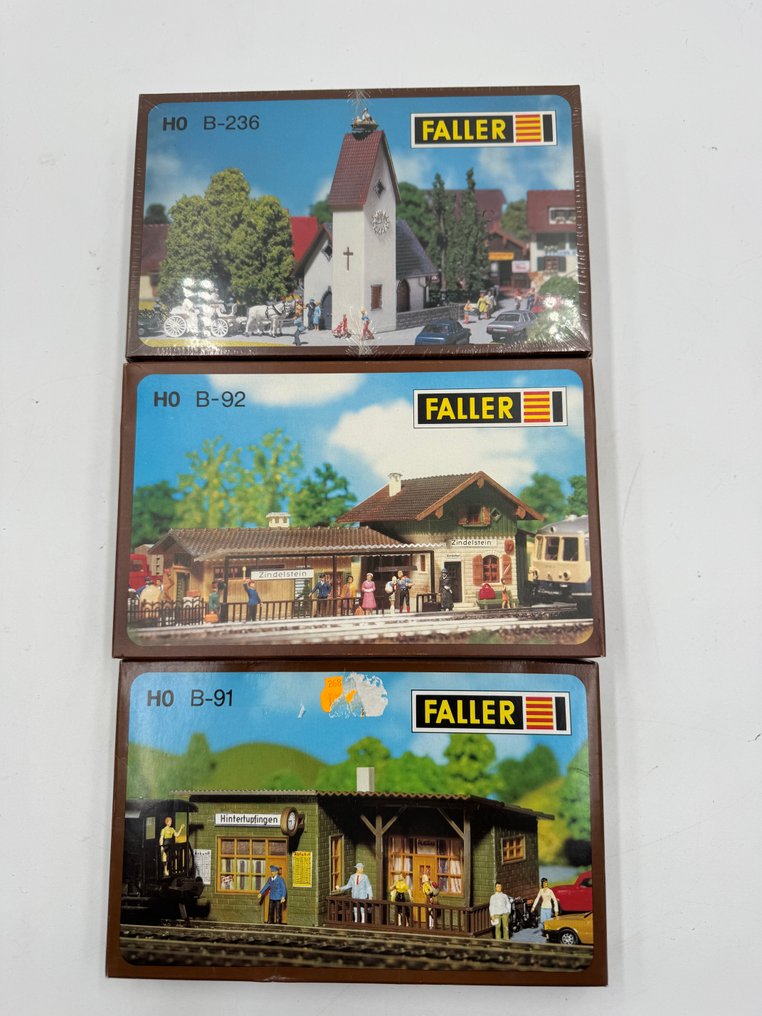 H0 B-236
FALLER
H0 B-92
FALLER
Zindelstein
Zindelstein
H0 B-91
FALLER
Hintertupfingen